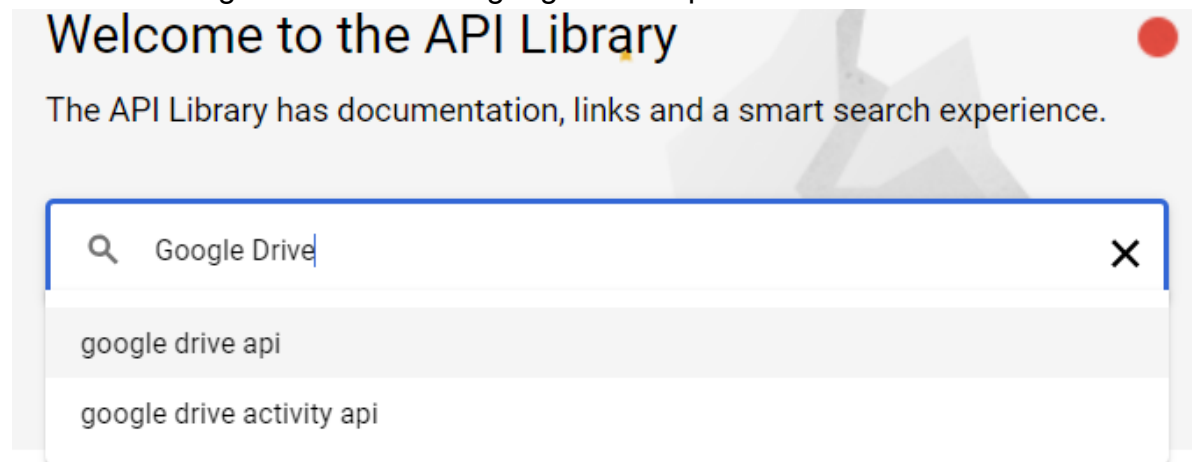 Welcome to the API Library
The API Library has documentation, links and a smart search experience.
Google Drive
google drive api
google drive activity api